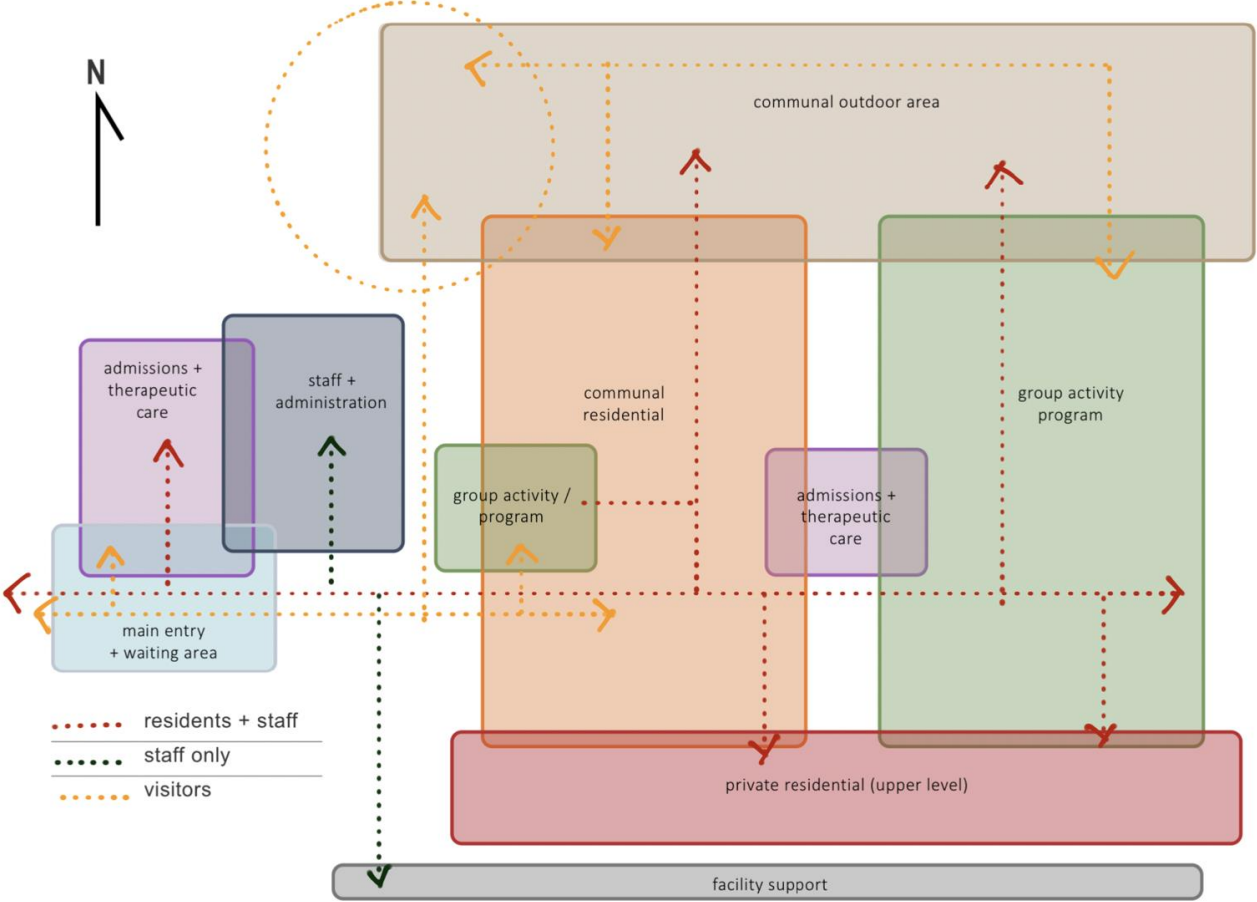 N
communal outdoor area
admissions +
therapeutic
care
staff +
administration
communal
residential
group activity
program
group activity /
program
admissions +
therapeutic
care
main entry
+ waiting area
residents + staff
staff only
visitors
private residential (upper level)
facility support